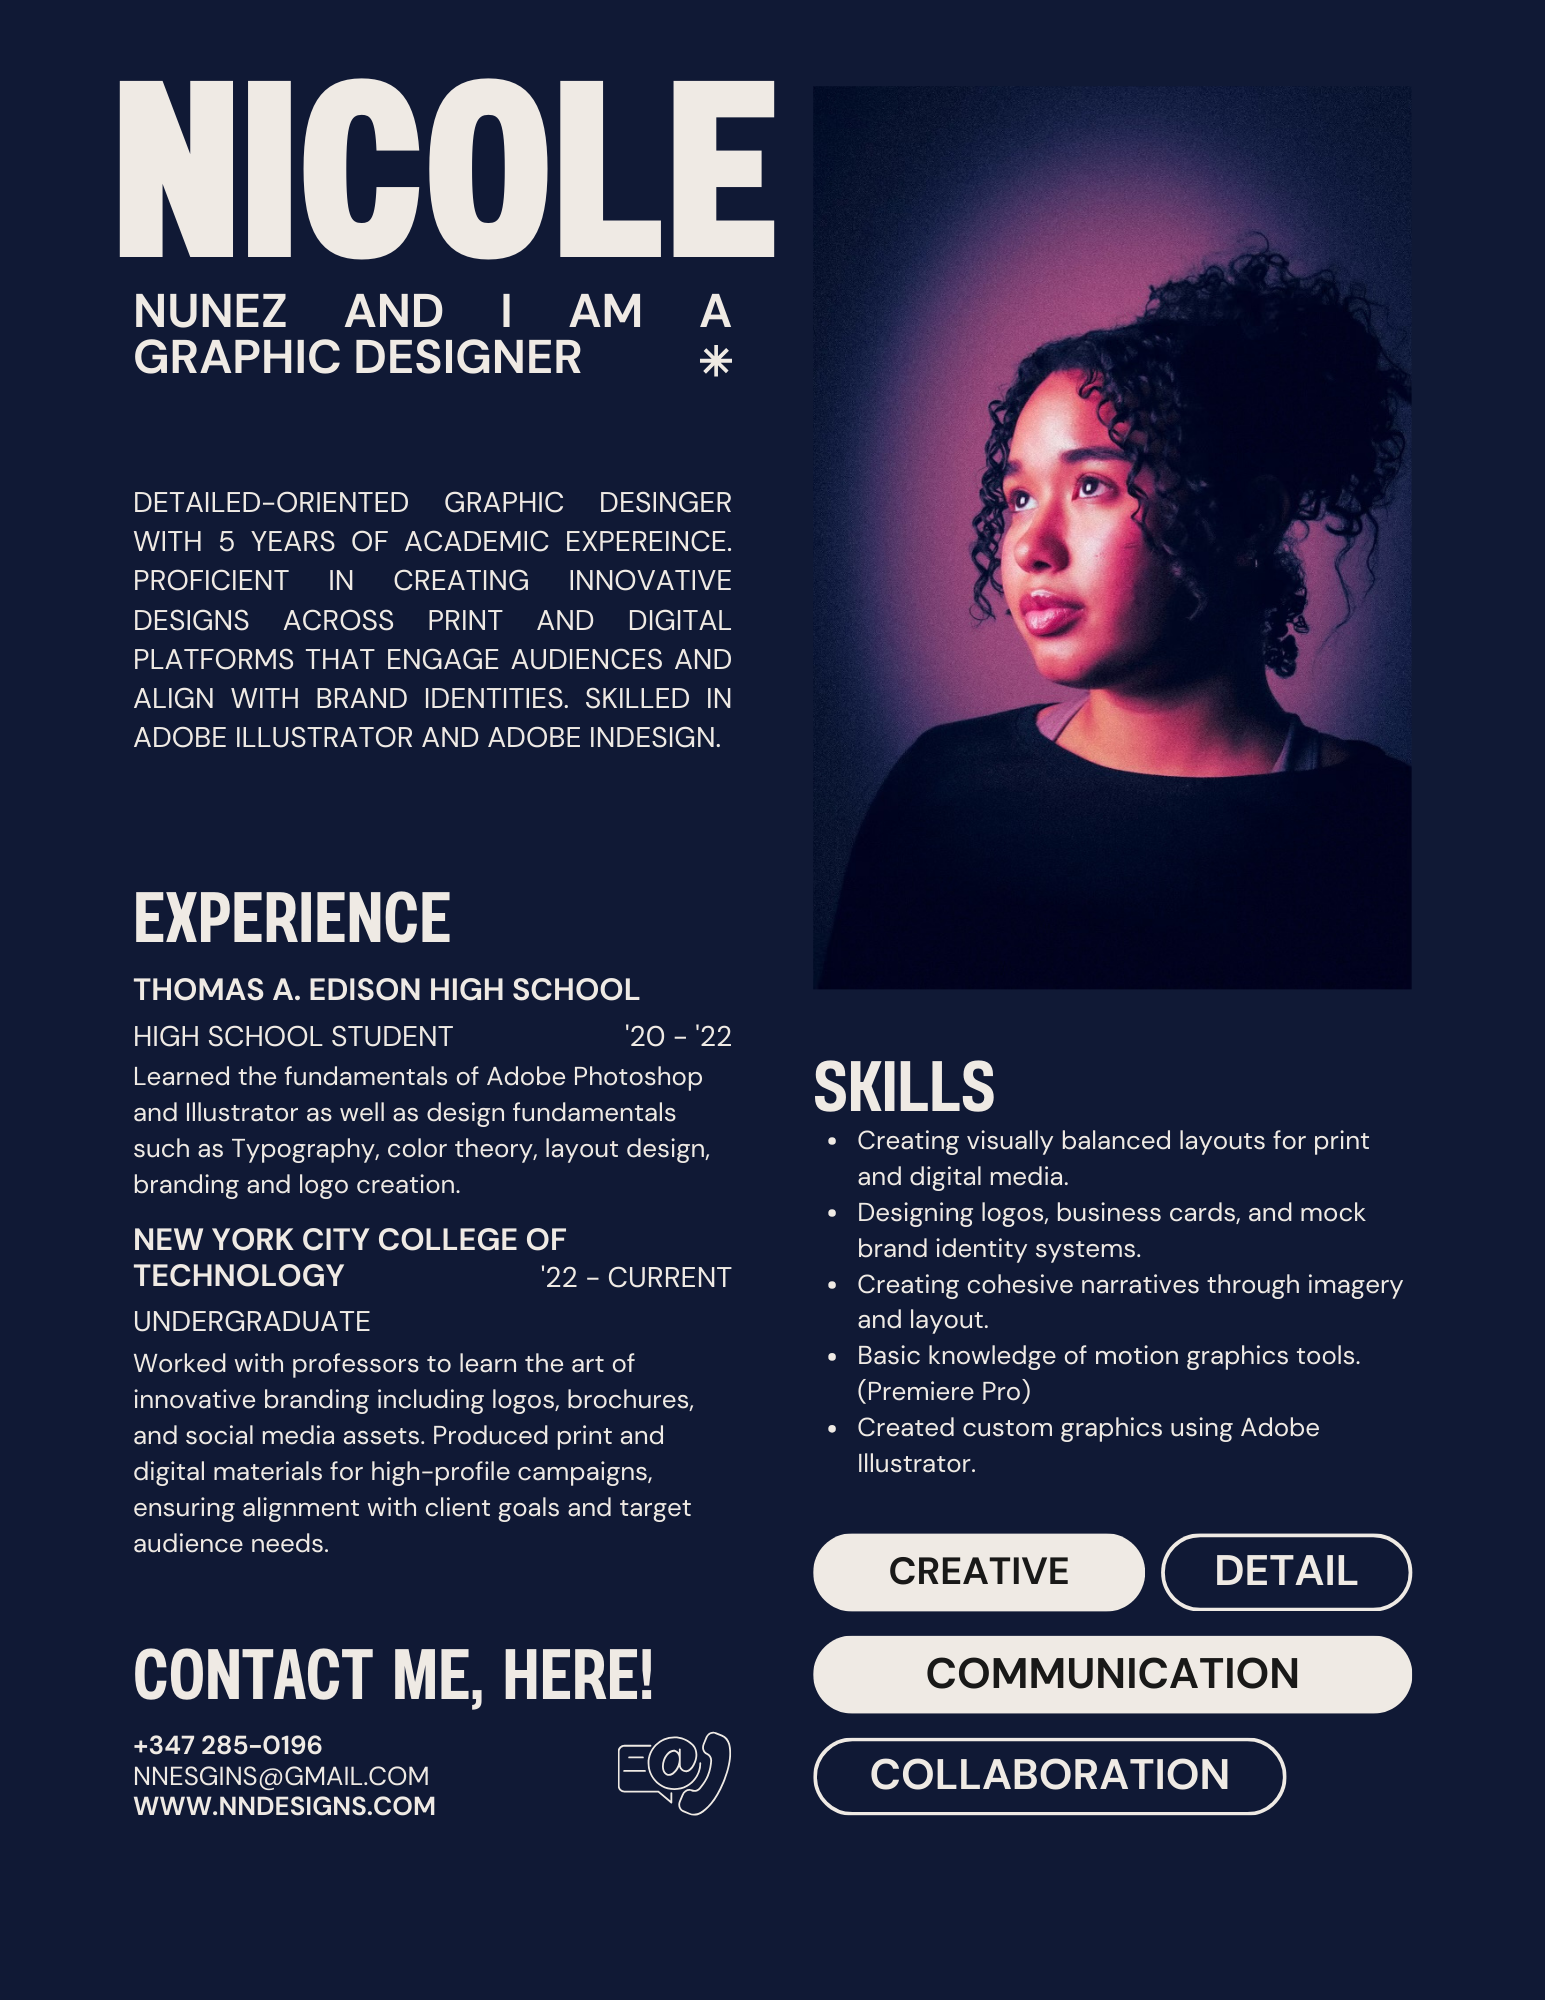 NICOLE
NUNEZ AND I AM A
GRAPHIC DESIGNER
DETAILED-ORIENTED GRAPHIC DESINGER
WITH 5 YEARS OF ACADEMIC EXPEREINCE.
PROFICIENT IN CREATING INNOVATIVE
DESIGNS ACROSS PRINT AND DIGITAL
PLATFORMS THAT ENGAGE AUDIENCES AND
ALIGN WITH BRAND IDENTITIES. SKILLED IN
ADOBE ILLUSTRATOR AND ADOBE INDESIGN.
EXPERIENCE
THOMAS A. EDISON HIGH SCHOOL
HIGH SCHOOL STUDENT '20 - '22
Learned the fundamentals of Adobe Photoshop
and Illustrator as well as design fundamentals
such as Typography, color theory, layout design,
branding and logo creation.
NEW YORK CITY COLLEGE OF
TECHNOLOGY '22 - CURRENT
UNDERGRADUATE
Worked with professors to learn the art of
innovative branding including logos, brochures,
and social media assets. Produced print and
digital materials for high-profile campaigns,
ensuring alignment with client goals and target
audience needs.
CONTACT ME, HERE!
+347 285-0196
NNESGINS@GMAIL.COM
WWW.NNDESIGNS.COM
@
SKILLS
• Creating visually balanced layouts for print
and digital media.
• Designing logos, business cards, and mock
brand identity systems.
• Creating cohesive narratives through imagery
and layout.
• Basic knowledge of motion graphics tools.
(Premiere Pro)
• Created custom graphics using Adobe
Illustrator.
CREATIVE DETAIL
COMMUNICATION
COLLABORATION